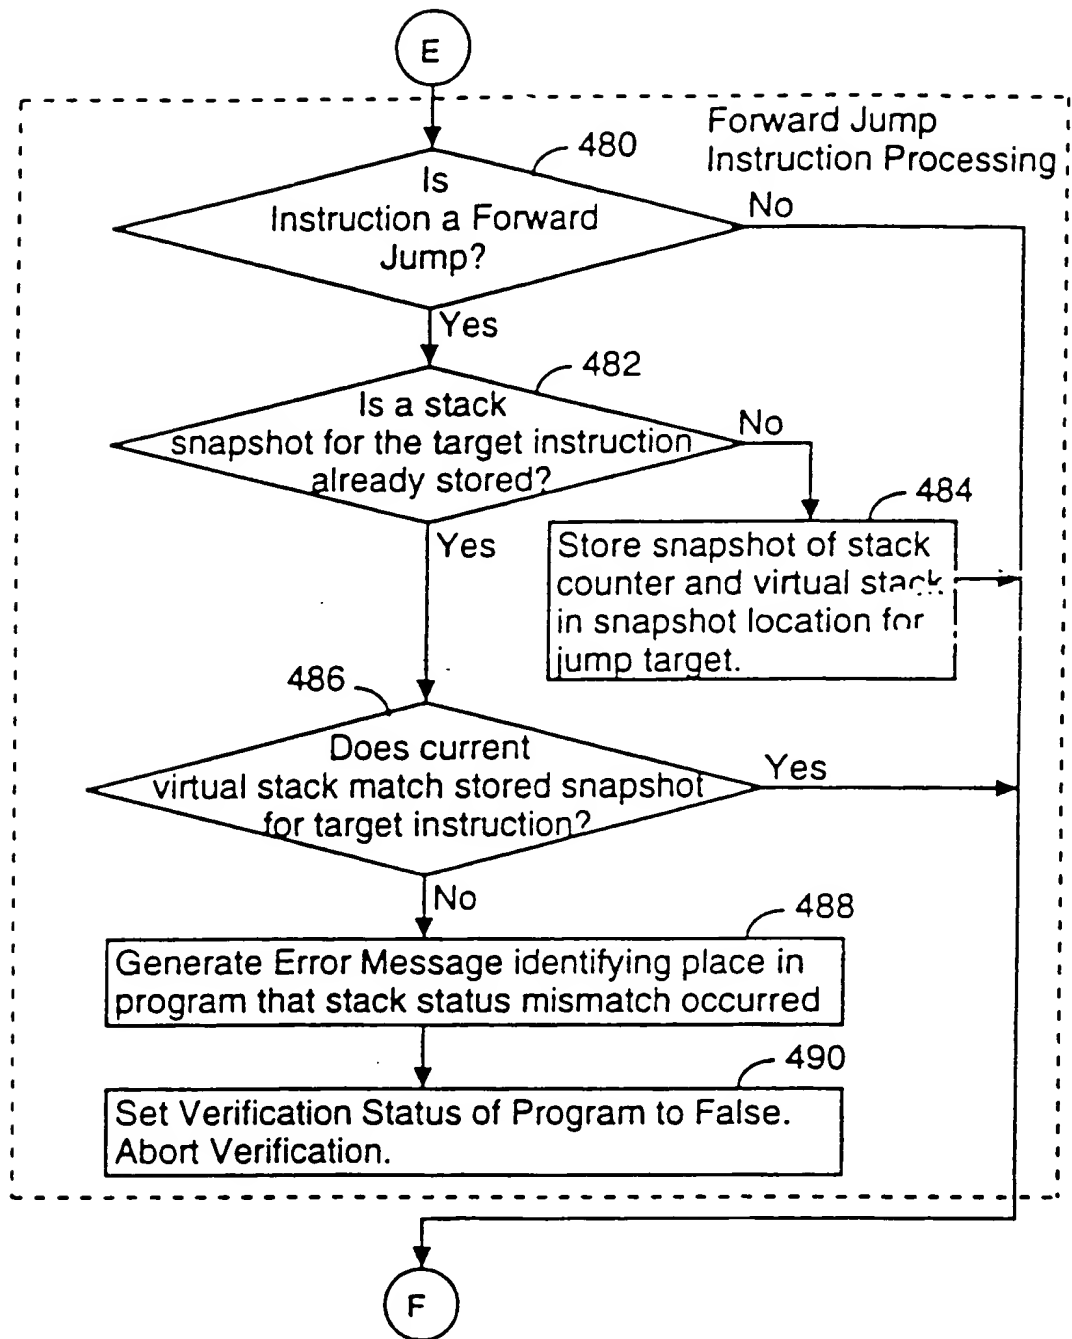 E
Forward Jump
Instruction Processing
480
Is
Instruction a Forward
Jump?
No
Yes
482
Is a stack
snapshot for the target instruction
already stored?
No
Yes
484
Store snapshot of stack
counter and virtual stack
in snapshot location for
jump target.
486
Does current
virtual stack match stored snapshot
for target instruction?
Yes
No
488
Generate Error Message identifying place in
program that stack status mismatch occurred
490
Set Verification Status of Program to False.
Abort Verification.
F